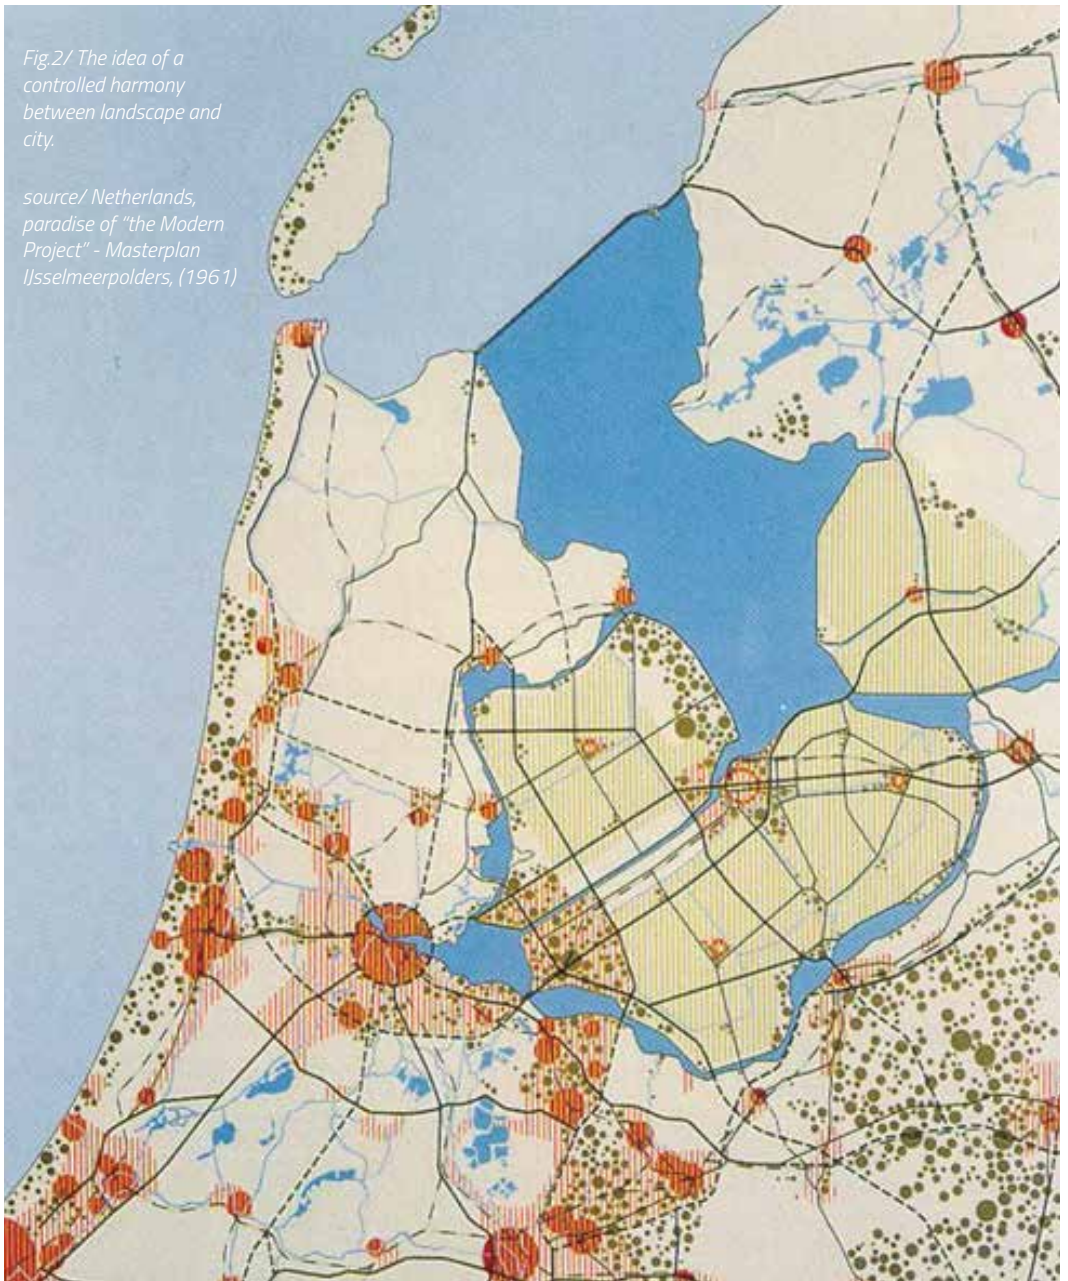 Fig.2/ The idea of a
controlled harmony
between landscape and
city.
source/ Netherlands,
paradise of “the Modern
Project” - Masterplan
IJsselmeerpolders, (1961)